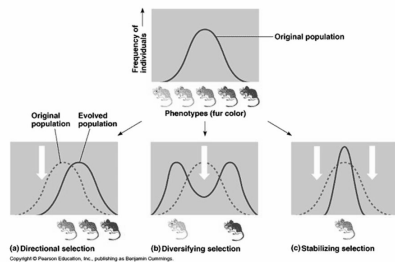 Frequency of
individuals
Original population
Phenotypes (fur color)
Original
population
Evolved
population
(a) Directional selection
(b) Diversifying selection
(c) Stabilizing selection
Copyright © Pearson Education, Inc., publishing as Benjamin Cummings.